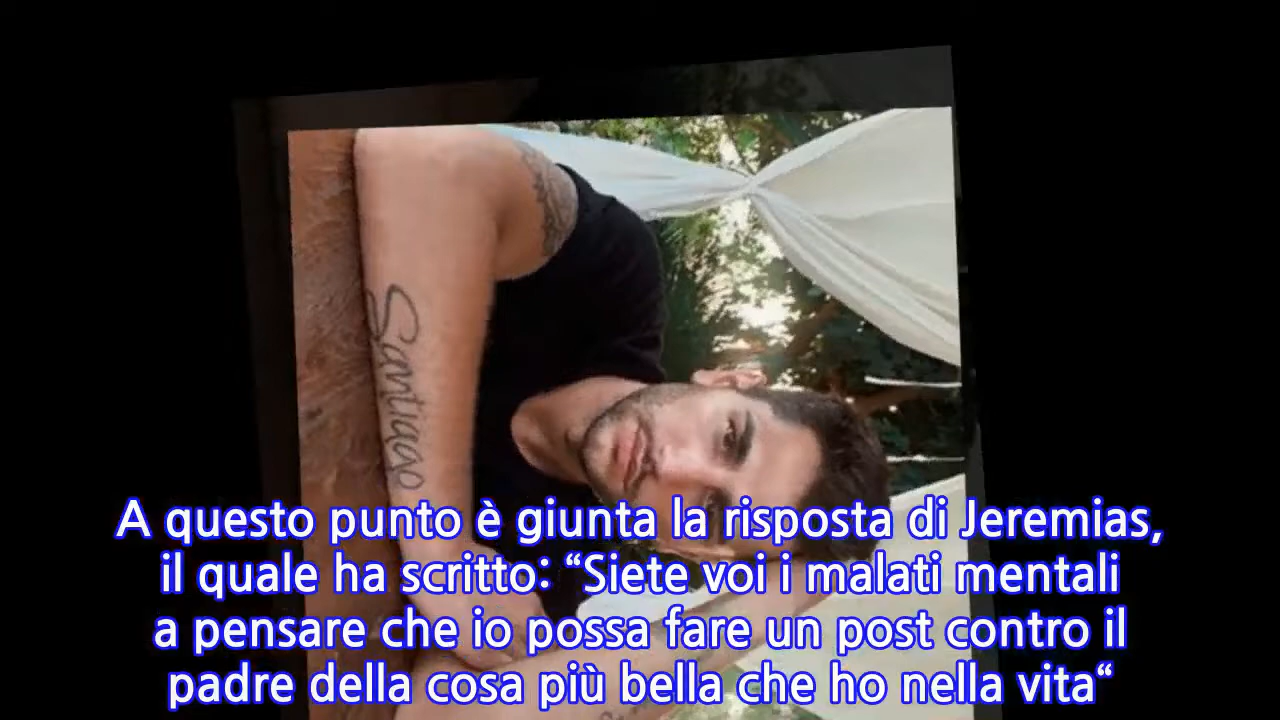 Santiago
A questo punto è giunta la risposta di Jeremias,
il quale ha scritto: “Siete voi i malati mentali
a pensare che io possa fare un post contro il
padre della cosa più bella che ho nella vita“